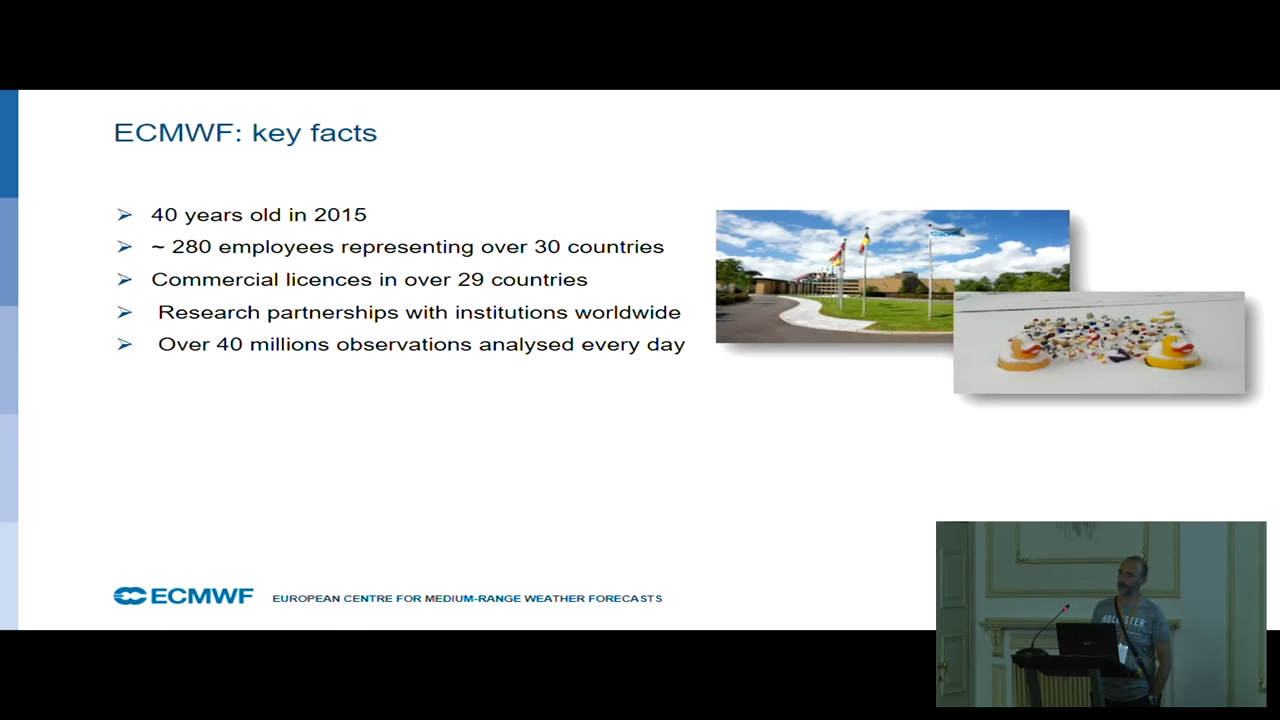 ECMWF: key facts
➢ 40 years old in 2015
➢ ~ 280 employees representing over 30 countries
➢ Commercial licences in over 29 countries
➢ Research partnerships with institutions worldwide
➢ Over 40 millions observations analysed every day
ECMWF EUROPEAN CENTRE FOR MEDIUM-RANGE WEATHER FORECASTS
HOLLISTER